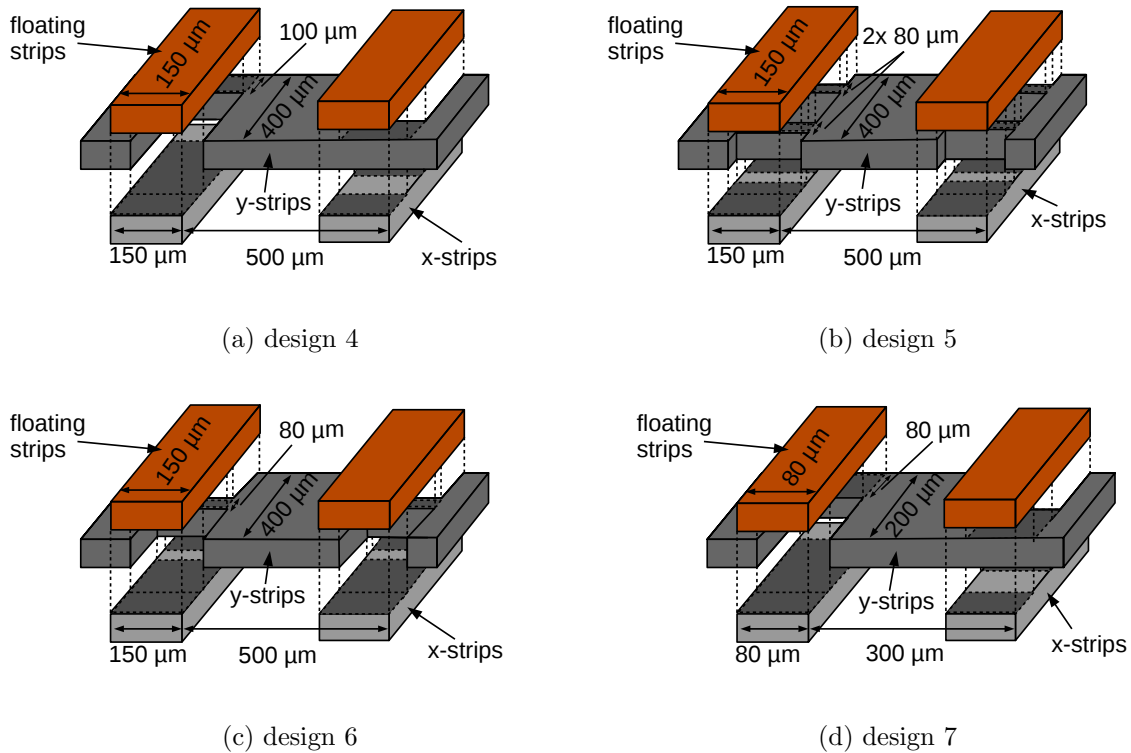 floating
strips
150 µm
100 µm
400 µm
y-strips
x-strips
150 µm
500 µm
(a) design 4
floating
strips
150 µm
2x 80 µm
400 µm
y-strips
x-strips
150 µm
500 µm
(b) design 5
floating
strips
150 µm
80 µm
400 µm
y-strips
x-strips
150 µm
500 µm
(c) design 6
floating
strips
80 µm
80 µm
200 µm
y-strips
x-strips
80 µm
300 µm
(d) design 7